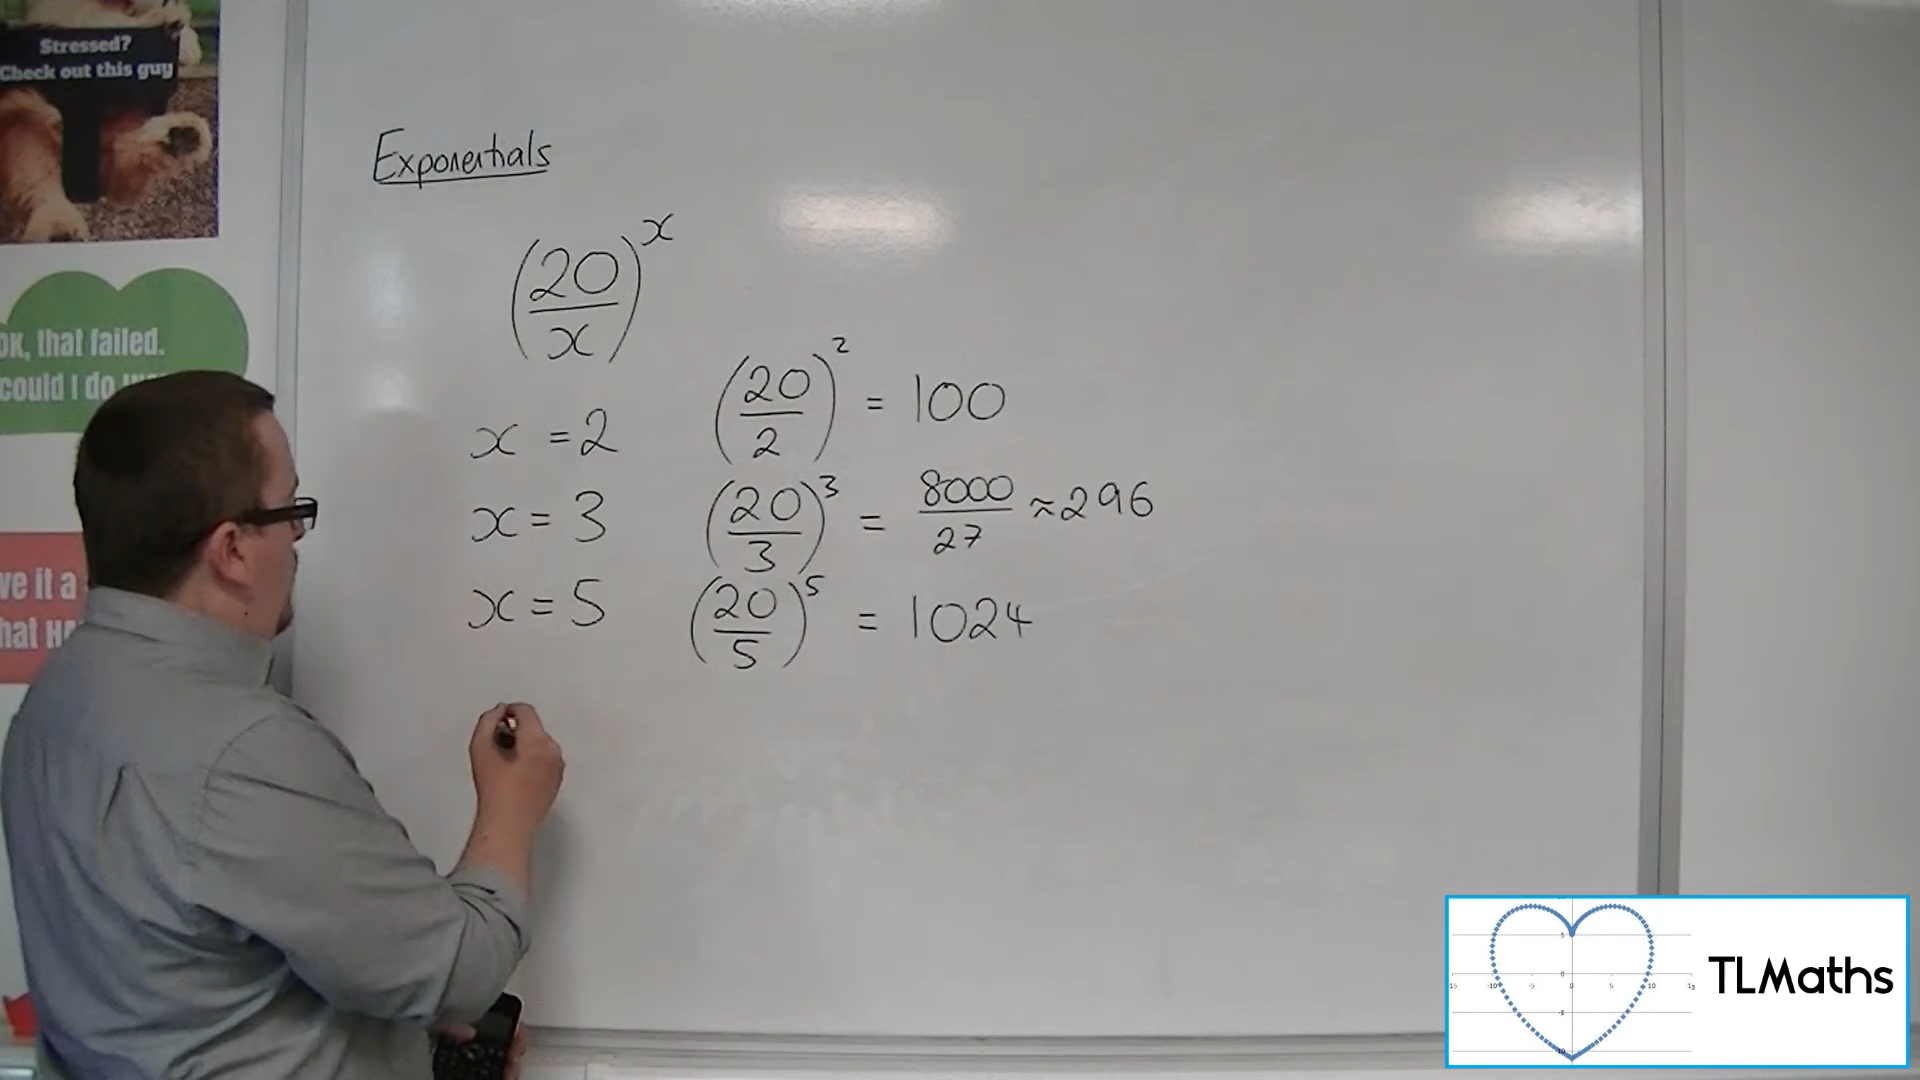 Stressed?
Check out this guy
OK, that failed.
could I do
ve it a
hat
Exponentials
(20/x)^x
x = 2 (20/2)^2 = 100
x = 3 (20/3)^3 = 8000/27 ≈ 296
x = 5 (20/5)^5 = 1024
TLMaths